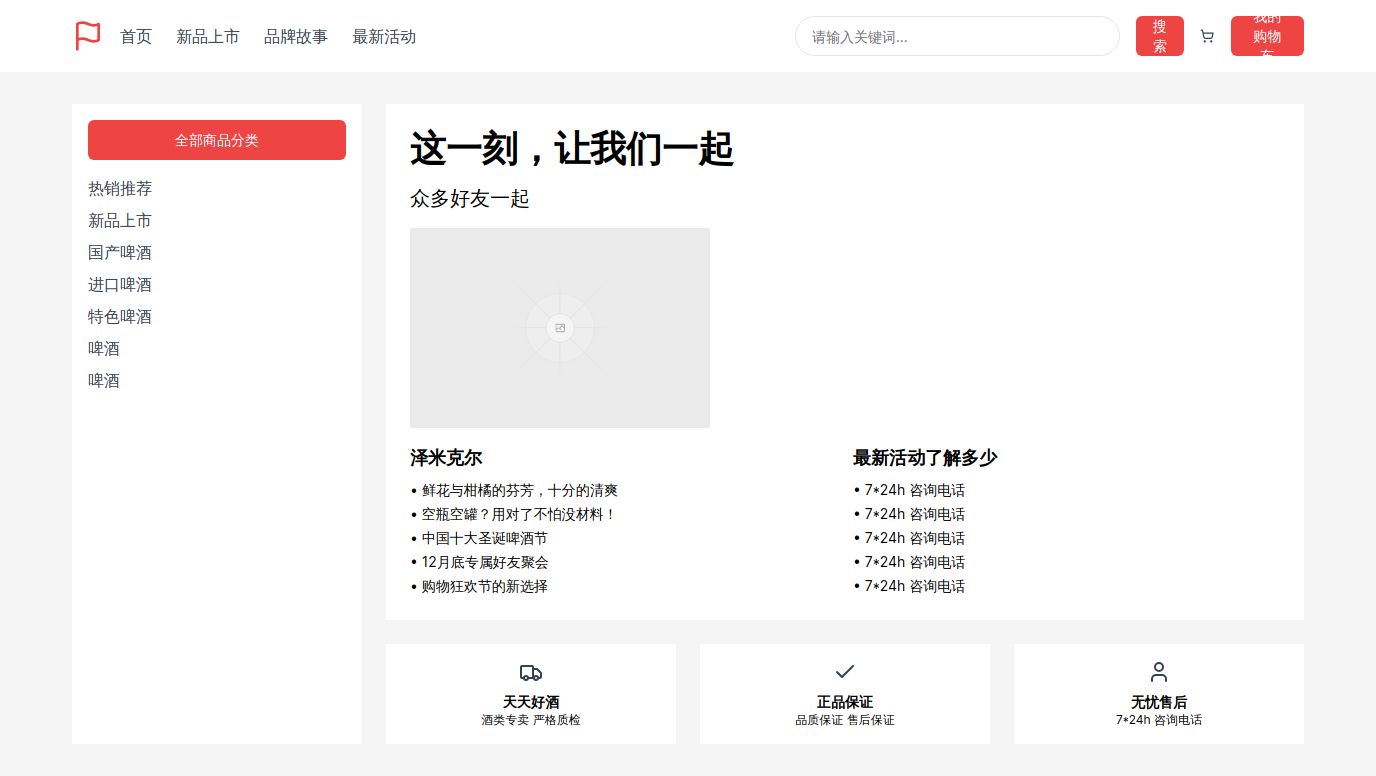 首页 新品上市 品牌故事 最新活动
请输入关键词...
搜
索
我的
购物
车
全部商品分类
热销推荐
新品上市
国产啤酒
进口啤酒
特色啤酒
啤酒
啤酒
这一刻，让我们一起
众多好友一起
泽米克尔
• 鲜花与柑橘的芬芳，十分的清爽
• 空瓶空罐？用对了不怕没材料！
• 中国十大圣诞啤酒节
• 12月底专属好友聚会
• 购物狂欢节的新选择
最新活动了解多少
• 7*24h 咨询电话
• 7*24h 咨询电话
• 7*24h 咨询电话
• 7*24h 咨询电话
• 7*24h 咨询电话
天天好酒
酒类专卖 严格质检
正品保证
品质保证 售后保证
无忧售后
7*24h 咨询电话